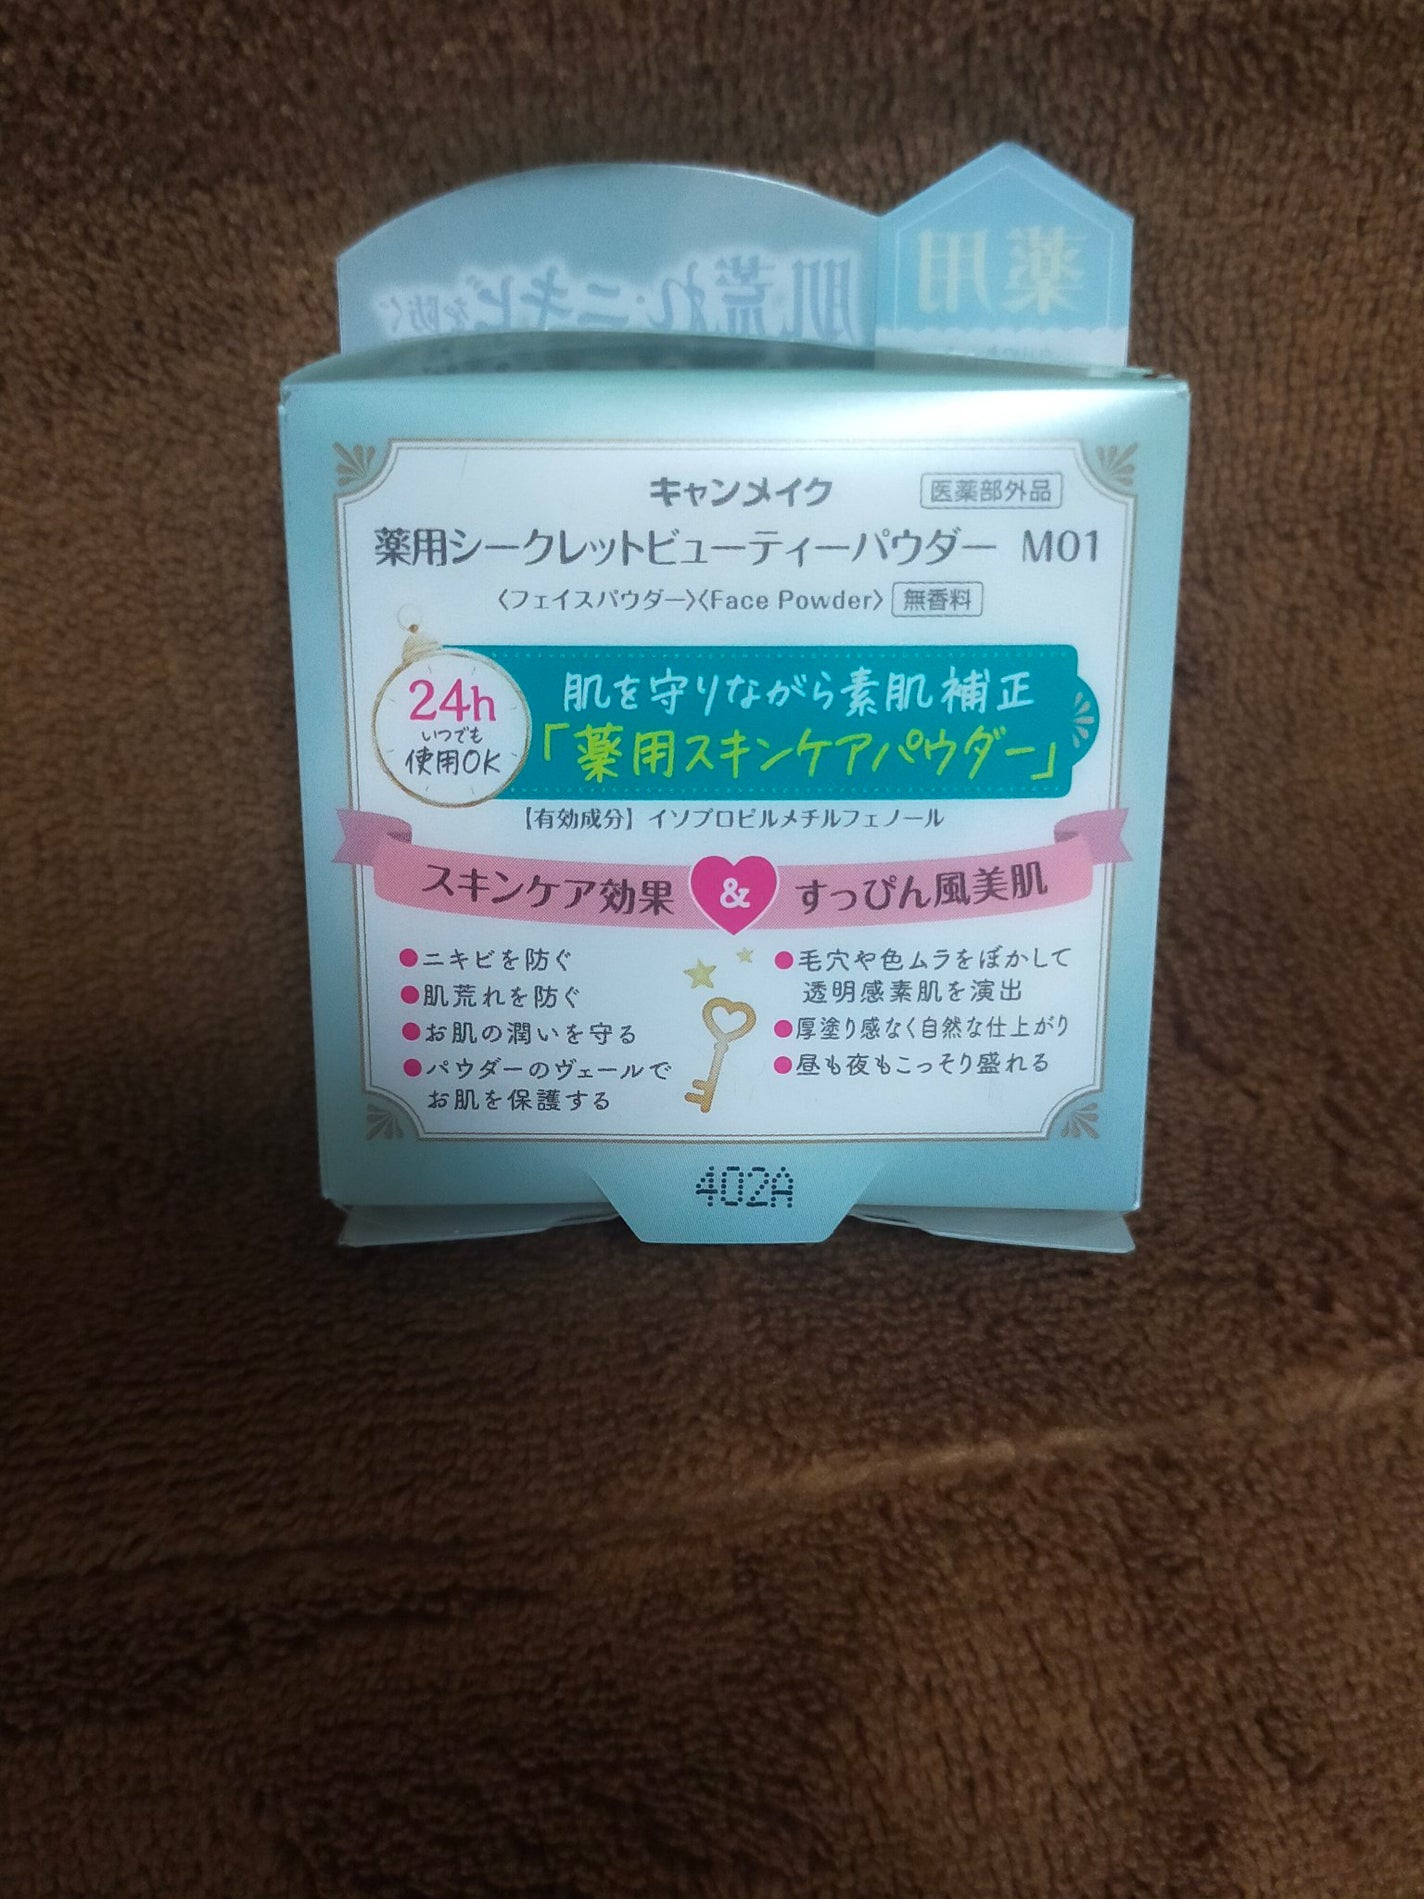 薬用
肌荒れ・ニキビを防ぐ
キャンメイク
医薬部外品
薬用シークレットビューティーパウダー M01
〈フェイスパウダー〉〈Face Powder〉 無香料
24h
いつでも
使用OK
肌を守りながら素肌補正
「薬用スキンケアパウダー」
【有効成分】イソプロピルメチルフェノール
スキンケア効果 & すっぴん風美肌
●ニキビを防ぐ
●肌荒れを防ぐ
●お肌の潤いを守る
●パウダーのヴェールで
お肌を保護する
●毛穴や色ムラをぼかして
透明感素肌を演出
●厚塗り感なく自然な仕上がり
●昼も夜もこっそり盛れる
402A